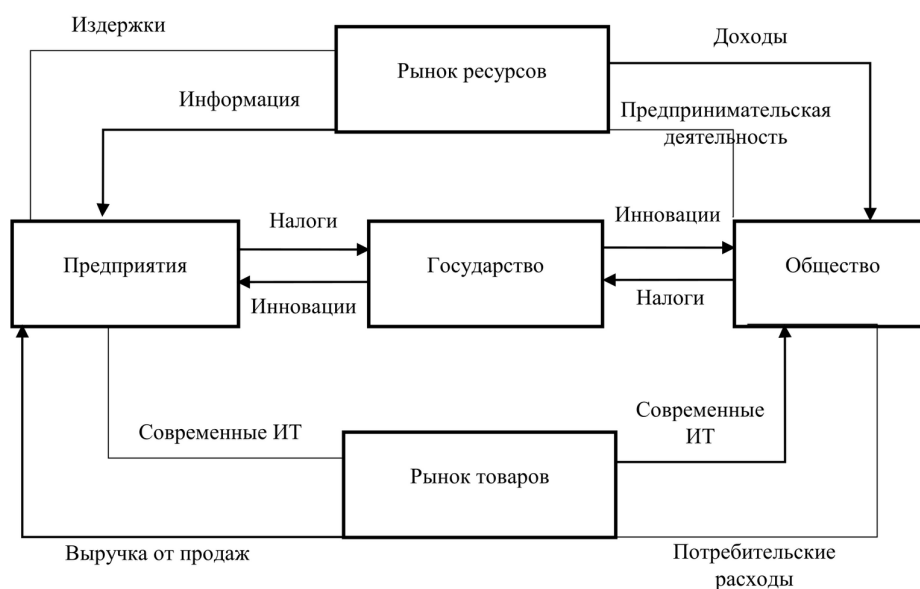 Издержки
Рынок ресурсов
Доходы
Информация
Предпринимательская
деятельность
Налоги
Инновации
Предприятия
Государство
Общество
Инновации
Налоги
Современные ИТ
Современные
ИТ
Рынок товаров
Выручка от продаж
Потребительские
расходы